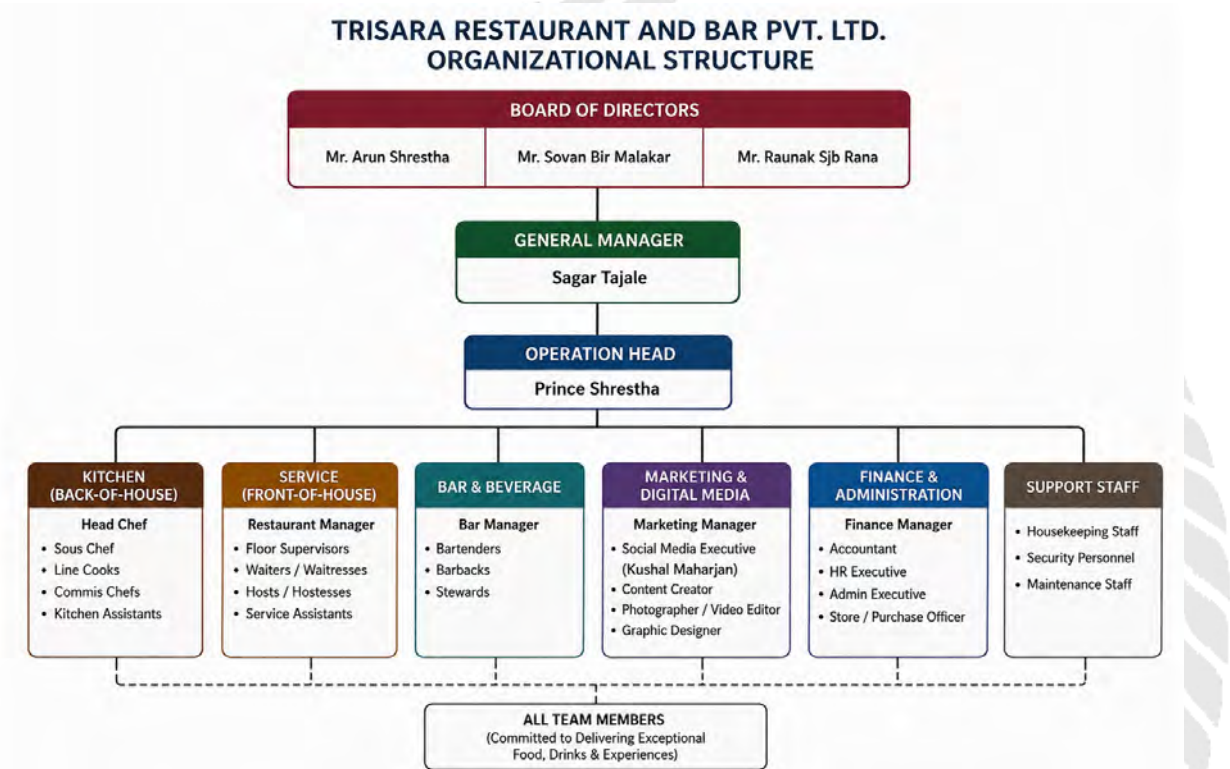 TRISARA RESTAURANT AND BAR PVT. LTD.
ORGANIZATIONAL STRUCTURE
BOARD OF DIRECTORS
Mr. Arun Shrestha
Mr. Sovan Bir Malakar
Mr. Raunak Sjb Rana
GENERAL MANAGER
Sagar Tajale
OPERATION HEAD
Prince Shrestha
KITCHEN
(BACK-OF-HOUSE)
Head Chef
• Sous Chef
• Line Cooks
• Commis Chefs
• Kitchen Assistants
SERVICE
(FRONT-OF-HOUSE)
Restaurant Manager
• Floor Supervisors
• Waiters / Waitresses
• Hosts / Hostesses
• Service Assistants
BAR & BEVERAGE
Bar Manager
• Bartenders
• Barbacks
• Stewards
MARKETING &
DIGITAL MEDIA
Marketing Manager
• Social Media Executive
(Kushal Maharjan)
• Content Creator
• Photographer / Video Editor
• Graphic Designer
FINANCE &
ADMINISTRATION
Finance Manager
• Accountant
• HR Executive
• Admin Executive
• Store / Purchase Officer
SUPPORT STAFF
• Housekeeping Staff
• Security Personnel
• Maintenance Staff
ALL TEAM MEMBERS
(Committed to Delivering Exceptional
Food, Drinks & Experiences)